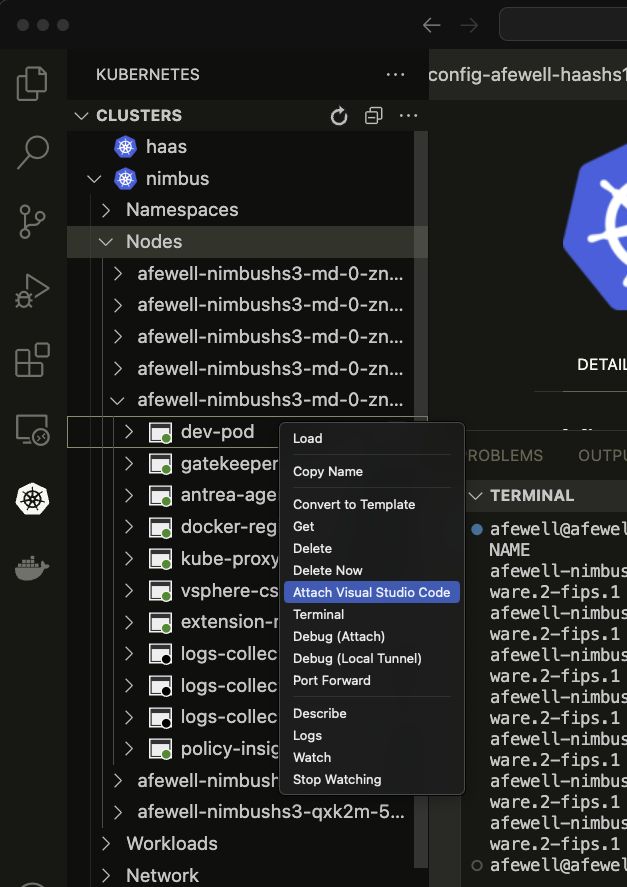 KUBERNETES
config-afewell-haashs1
CLUSTERS
haas
nimbus
Namespaces
Nodes
afewell-nimbushs3-md-0-zn...
afewell-nimbushs3-md-0-zn...
afewell-nimbushs3-md-0-zn...
afewell-nimbushs3-md-0-zn...
afewell-nimbushs3-md-0-zn...
dev-pod
gatekeeper
antrea-age
docker-reg
kube-proxy
vsphere-cs
extension-
logs-collec
logs-collec
logs-collec
policy-insig
afewell-nimbush
afewell-nimbushs3-qxk2m-5...
Workloads
Network
Load
Copy Name
Convert to Template
Get
Delete
Delete Now
Attach Visual Studio Code
Terminal
Debug (Attach)
Debug (Local Tunnel)
Port Forward
Describe
Logs
Watch
Stop Watching
DETAIL
ROBLEMS
OUTPU
TERMINAL
afewell@afewel
NAME
afewell-nimbus
ware.2-fips.1
afewell-nimbus
ware.2-fips.1
afewell-nimbus
ware.2-fips.1
afewell-nimbus
ware.2-fips.1
afewell-nimbus
ware.2-fips.1
afewell-nimbus
ware.2-fips.1
afewell-nimbus
ware.2-fips.1
afewell@afewel